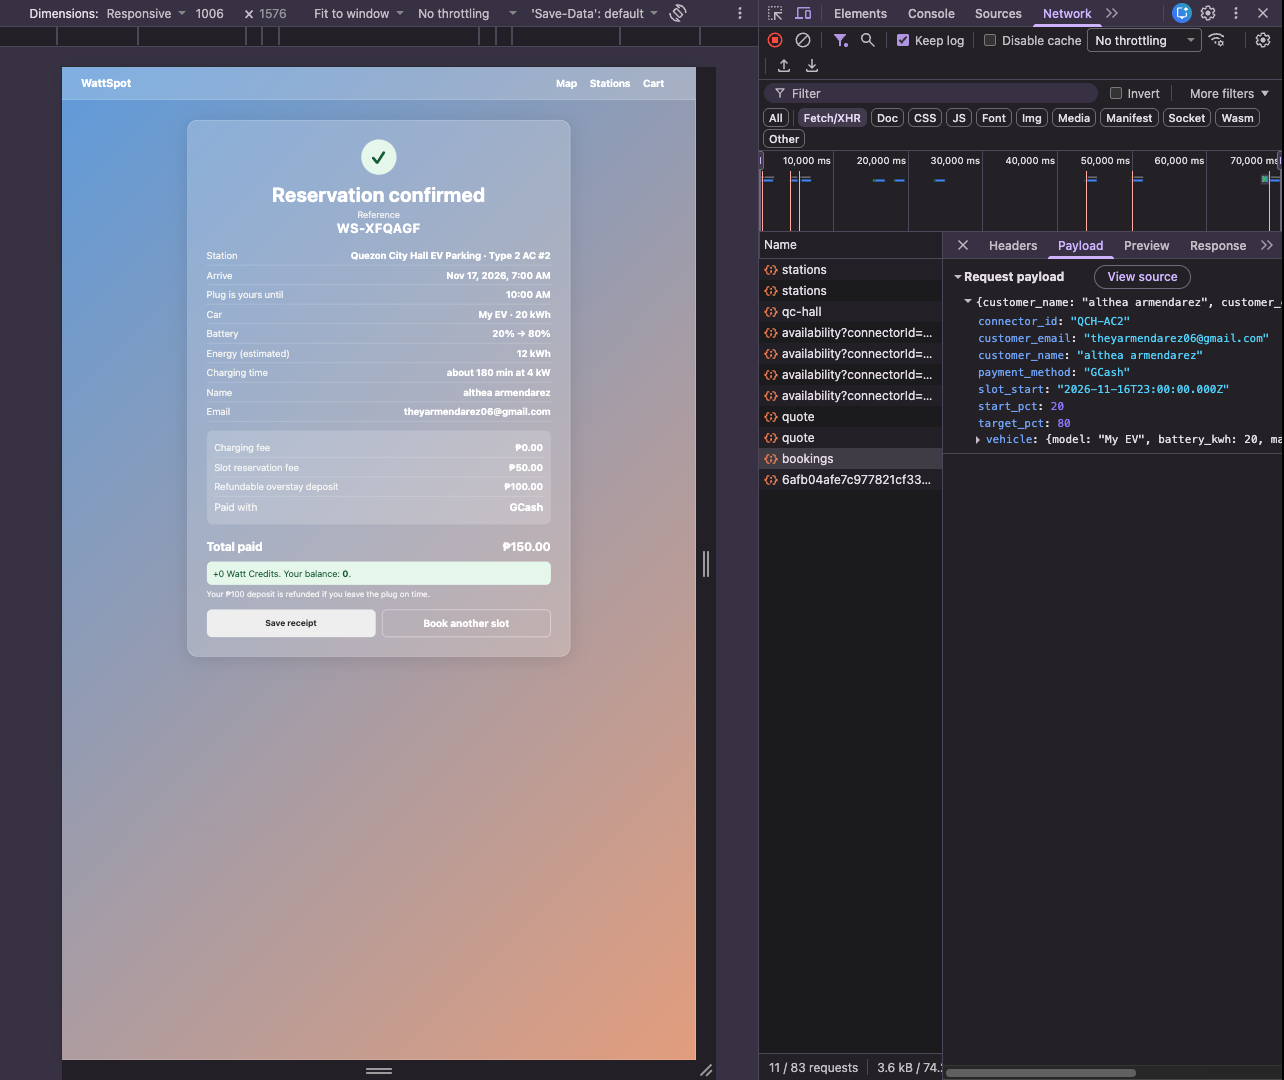 Dimensions: Responsive 1006 × 1576 Fit to window No throttling 'Save-Data': default
WattSpot Map Stations Cart
Reservation confirmed
Reference
WS-XFQAGF
Station Quezon City Hall EV Parking · Type 2 AC #2
Arrive Nov 17, 2026, 7:00 AM
Plug is yours until 10:00 AM
Car My EV · 20 kWh
Battery 20% → 80%
Energy (estimated) 12 kWh
Charging time about 180 min at 4 kW
Name althea armendarez
Email theyarmendarez06@gmail.com
Charging fee ₱0.00
Slot reservation fee ₱50.00
Refundable overstay deposit ₱100.00
Paid with GCash
Total paid ₱150.00
+0 Watt Credits. Your balance: 0.
Your ₱100 deposit is refunded if you leave the plug on time.
Save receipt Book another slot
Elements Console Sources Network
Keep log Disable cache No throttling
Filter Invert More filters
All Fetch/XHR Doc CSS JS Font Img Media Manifest Socket Wasm
Other
10,000 ms 20,000 ms 30,000 ms 40,000 ms 50,000 ms 60,000 ms 70,000 ms
Name
stations
stations
qc-hall
availability?connectorId=...
availability?connectorId=...
availability?connectorId=...
availability?connectorId=...
quote
quote
bookings
6afb04afe7c977821cf33...
11 / 83 requests 3.6 kB / 74.
Headers Payload Preview Response
Request payload View source
{customer_name: "althea armendarez", customer_
connector_id: "QCH-AC2"
customer_email: "theyarmendarez06@gmail.com"
customer_name: "althea armendarez"
payment_method: "GCash"
slot_start: "2026-11-16T23:00:00.000Z"
start_pct: 20
target_pct: 80
vehicle: {model: "My EV", battery_kwh: 20, ma